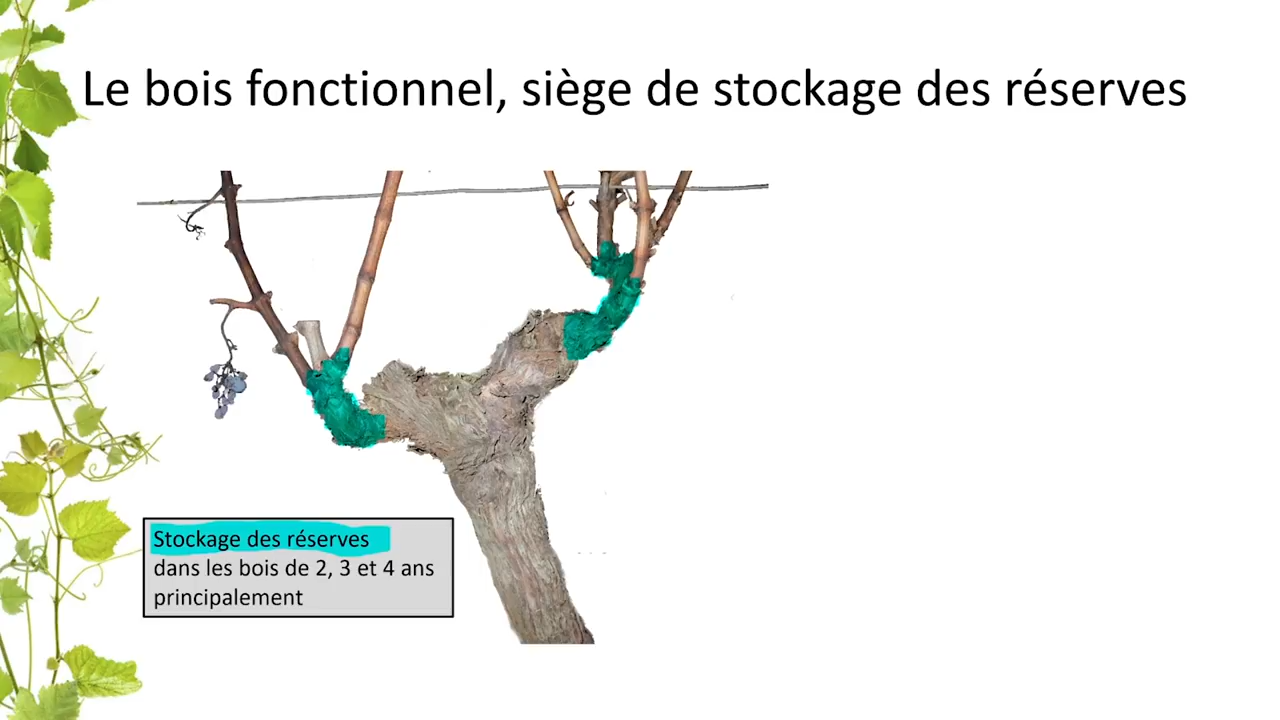 Le bois fonctionnel, siège de stockage des réserves
Stockage des réserves
dans les bois de 2, 3 et 4 ans
principalement